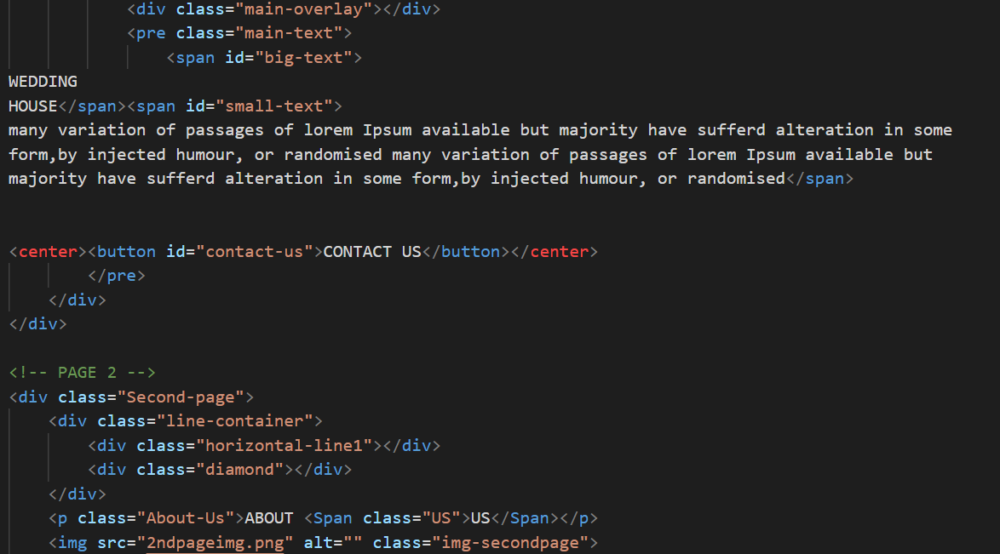 <div class="main-overlay"></div>
<pre class="main-text">
<span id="big-text">
WEDDING
HOUSE</span><span id="small-text">
many variation of passages of lorem Ipsum available but majority have sufferd alteration in some
form,by injected humour, or randomised many variation of passages of lorem Ipsum available but
majority have sufferd alteration in some form,by injected humour, or randomised</span>
<center><button id="contact-us">CONTACT US</button></center>
</pre>
</div>
</div>
<!-- PAGE 2 -->
<div class="Second-page">
<div class="line-container">
<div class="horizontal-line1"></div>
<div class="diamond"></div>
</div>
<p class="About-Us">ABOUT <Span class="US">US</Span></p>
<img src="2ndpageimg.png" alt="" class="img-secondpage">